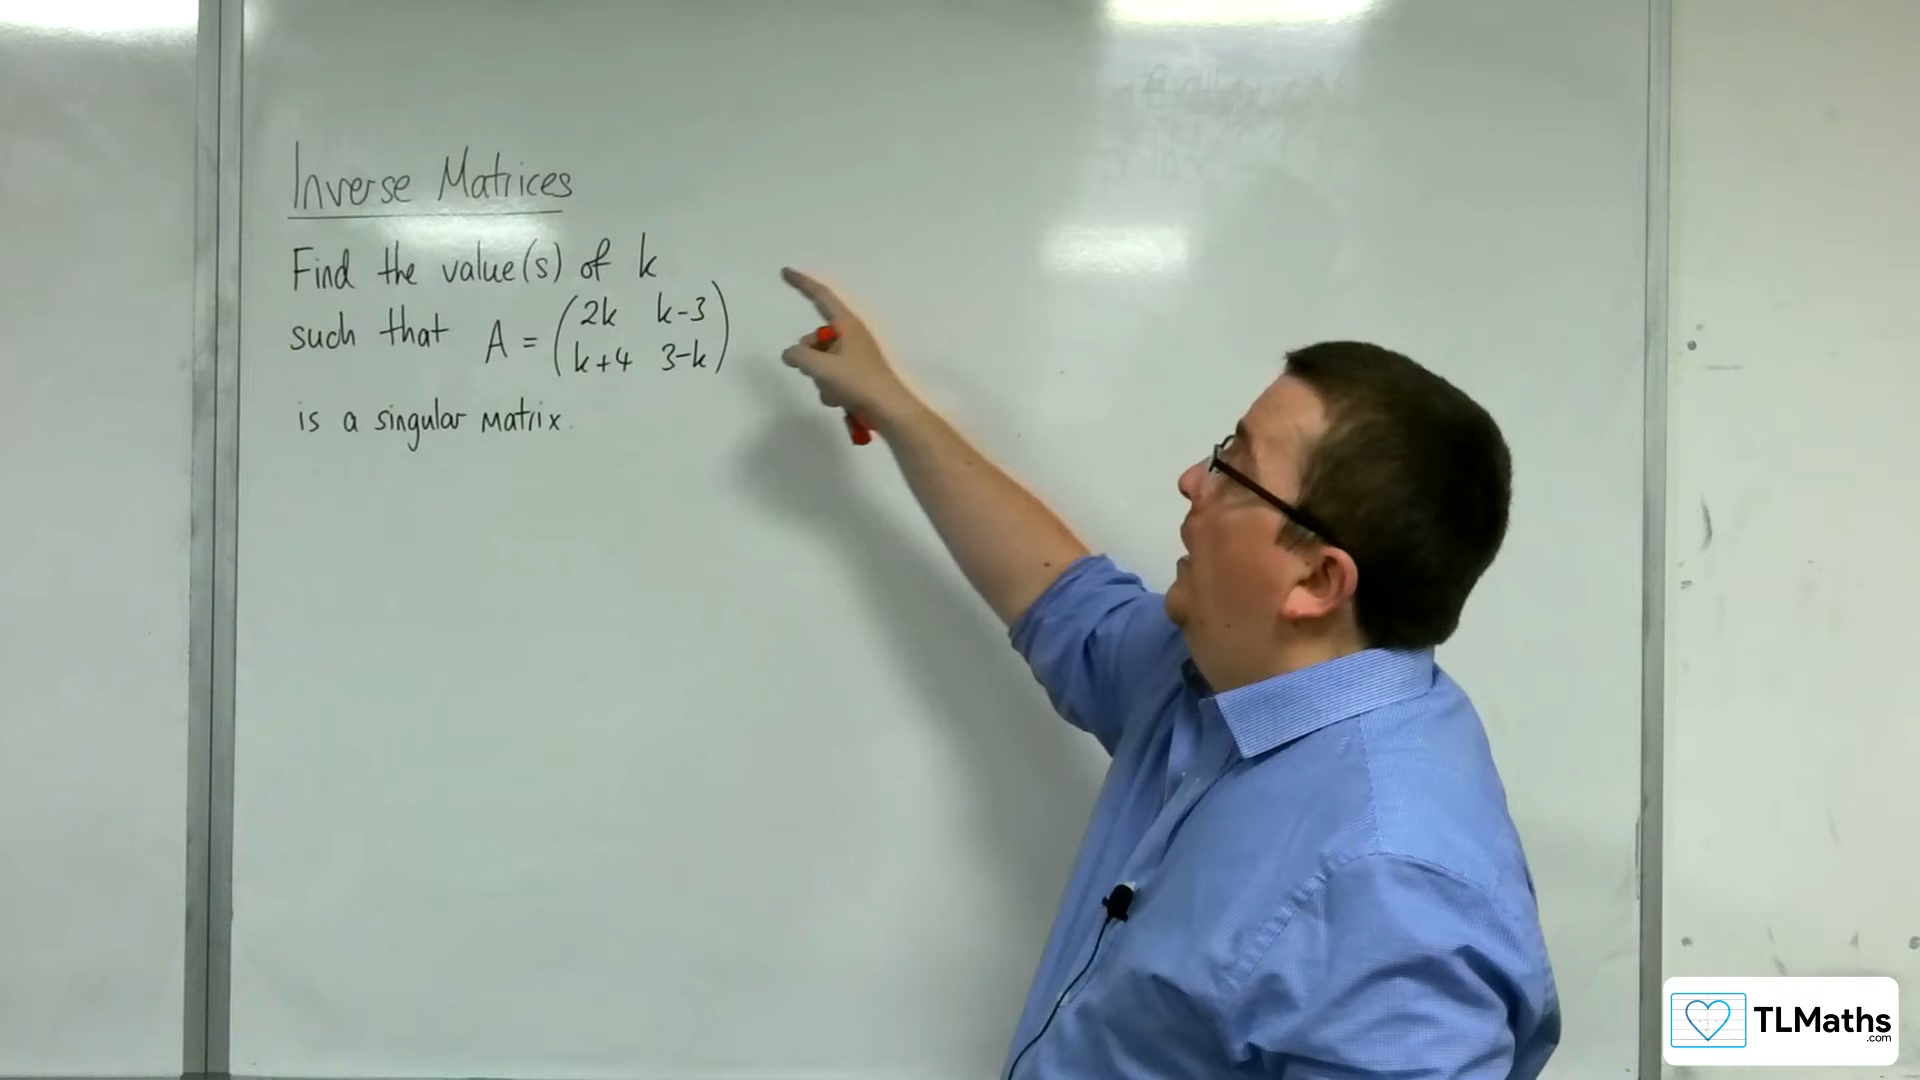 Inverse Matrices
Find the value(s) of k
such that A = (2k k-3
k+4 3-k)
is a singular matrix.
TLMaths
.com